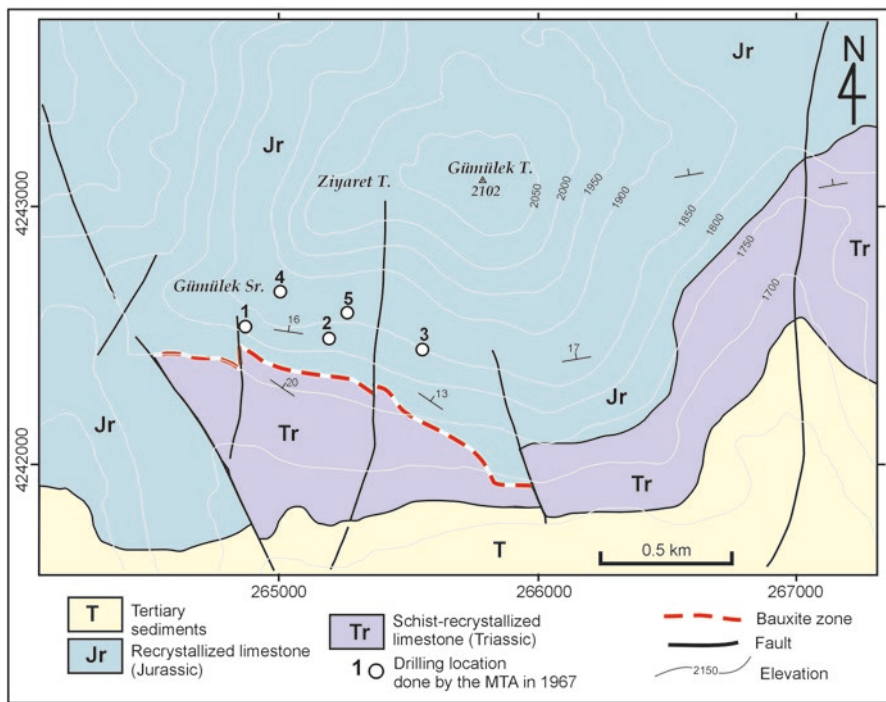 N
Jr
Jr
Gümülek T.
2102
Ziyaret T.
2050
2000
1950
1900
1850
1800
1750
1700
Tr
4243000
4
Gümülek Sr.
1
5
16
2
3
17
20
13
Jr
Jr
Tr
Tr
4242000
T
0.5 km
265000
266000
267000
T
Tertiary
sediments
Jr
Recrystallized limestone
(Jurassic)
Tr
Schist-recrystallized
limestone (Triassic)
1
Drilling location
done by the MTA in 1967
Bauxite zone
Fault
2150
Elevation